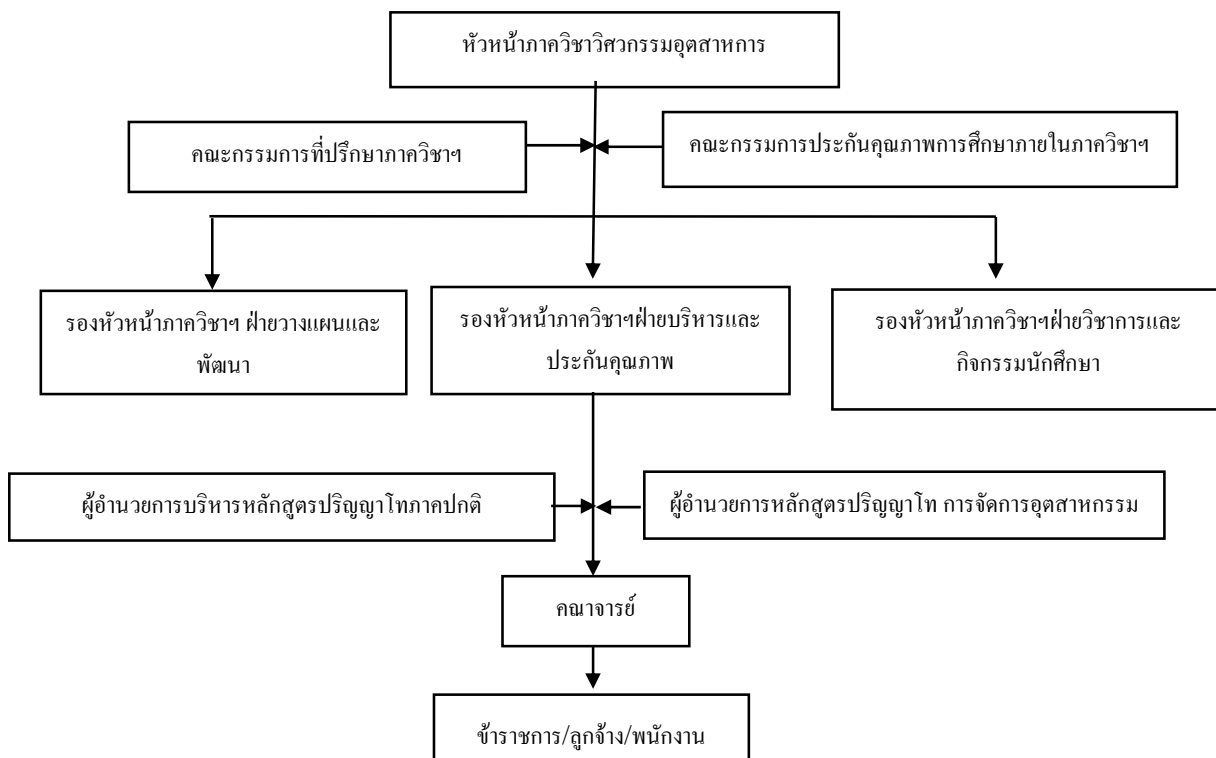 หัวหน้าภาควิชาวิศวกรรมอุตสาหการ
คณะกรรมการที่ปรึกษาภาควิชาฯ
คณะกรรมการประกันคุณภาพการศึกษาภายในภาควิชาฯ
รองหัวหน้าภาควิชาฯ ฝ่ายวางแผนและ
พัฒนา
รองหัวหน้าภาควิชาฯฝ่ายบริหารและ
ประกันคุณภาพ
รองหัวหน้าภาควิชาฯฝ่ายวิชาการและ
กิจกรรมนักศึกษา
ผู้อำนวยการบริหารหลักสูตรปริญญาโทภาคปกติ
ผู้อำนวยการหลักสูตรปริญญาโท การจัดการอุตสาหกรรม
คณาจารย์
ข้าราชการ/ลูกจ้าง/พนักงาน